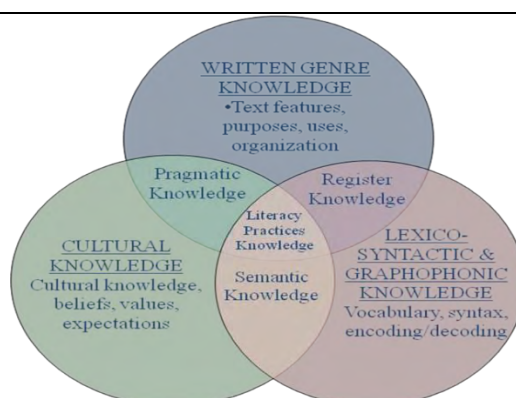 WRITTEN GENRE
KNOWLEDGE
•Text features,
purposes, uses,
organization
Pragmatic
Knowledge
Register
Knowledge
Literacy
Practices
Knowledge
CULTURAL
KNOWLEDGE
Cultural knowledge,
beliefs, values,
expectations
Semantic
Knowledge
LEXICO-
SYNTACTIC &
GRAPHOPHONIC
KNOWLEDGE
Vocabulary, syntax,
encoding/decoding